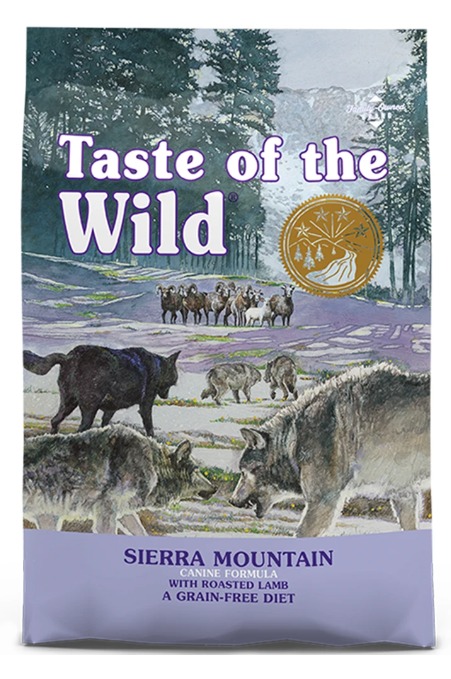 Taste of the
Wild®
SIERRA MOUNTAIN
CANINE FORMULA
WITH ROASTED LAMB
A GRAIN-FREE DIET